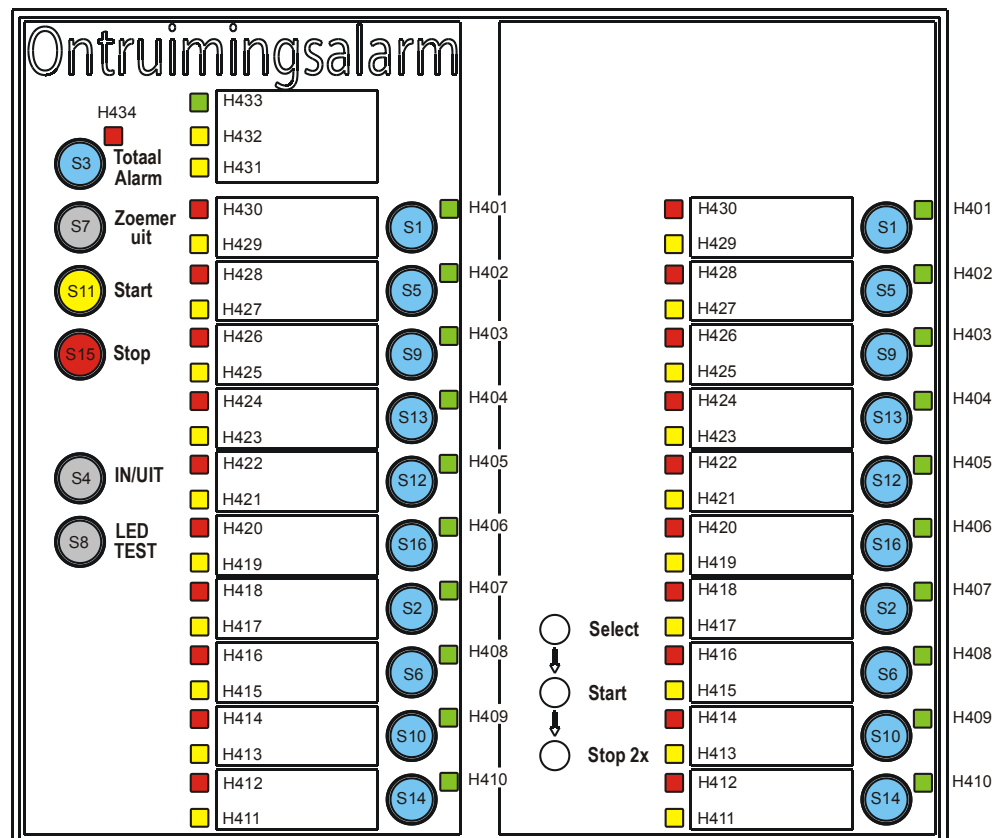 Ontruimingsalarm
H434
S3 Totaal Alarm
H433
H432
H431
S7 Zoemer uit
S11 Start
S15 Stop
S4 IN/UIT
S8 LED TEST
H430 S1 H401
H429
H428 S5 H402
H427
H426 S9 H403
H425
H424 S13 H404
H423
H422 S12 H405
H421
H420 S16 H406
H419
H418 S2 H407
H417
H416 S6 H408
H415
H414 S10 H409
H413
H412 S14 H410
H411
Select
Start
Stop 2x
H430 S1 H401
H429
H428 S5 H402
H427
H426 S9 H403
H425
H424 S13 H404
H423
H422 S12 H405
H421
H420 S16 H406
H419
H418 S2 H407
H417
H416 S6 H408
H415
H414 S10 H409
H413
H412 S14 H410
H411